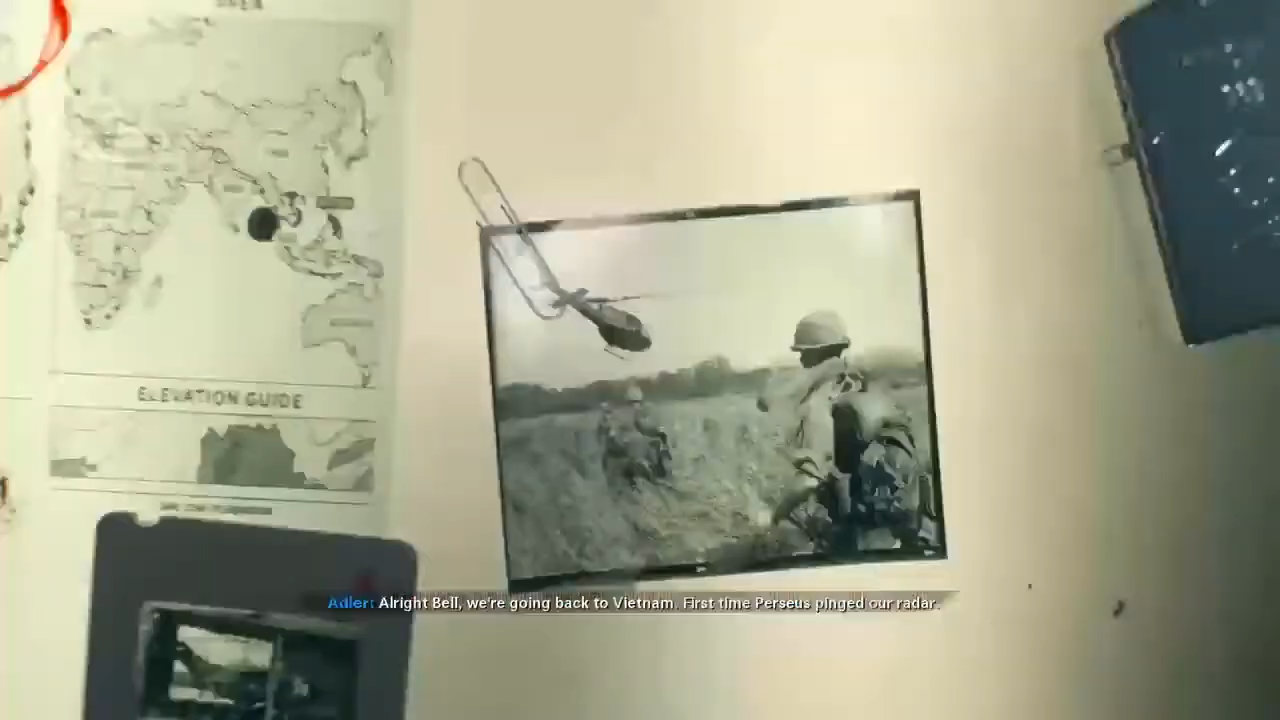 ELEVATION GUIDE
Adler: Alright Bell, we're going back to Vietnam. First time Perseus pinged our radar.